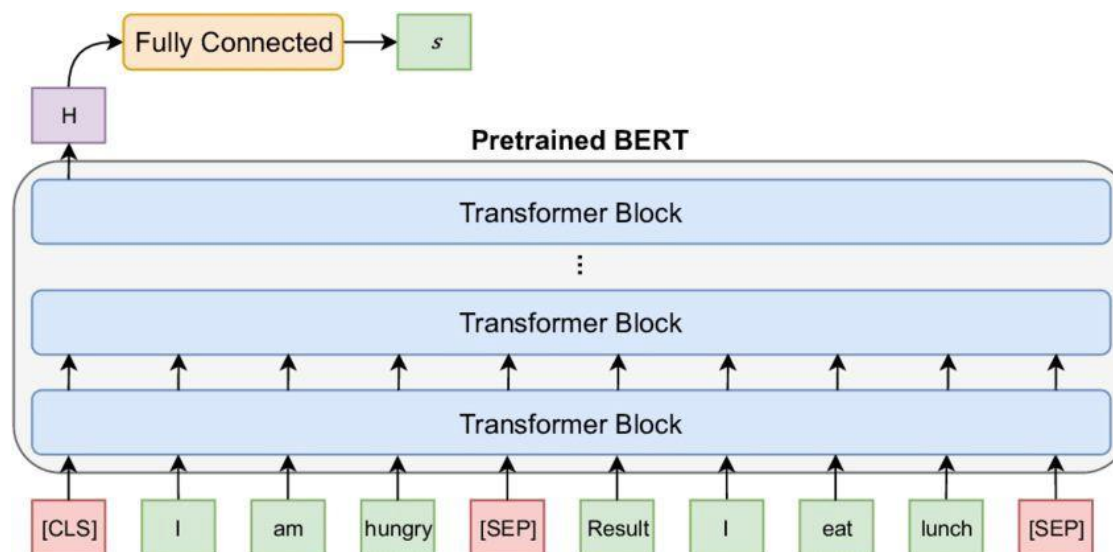 Fully Connected s
H
Pretrained BERT
Transformer Block
...
Transformer Block
Transformer Block
[CLS] I am hungry [SEP] Result I eat lunch [SEP]